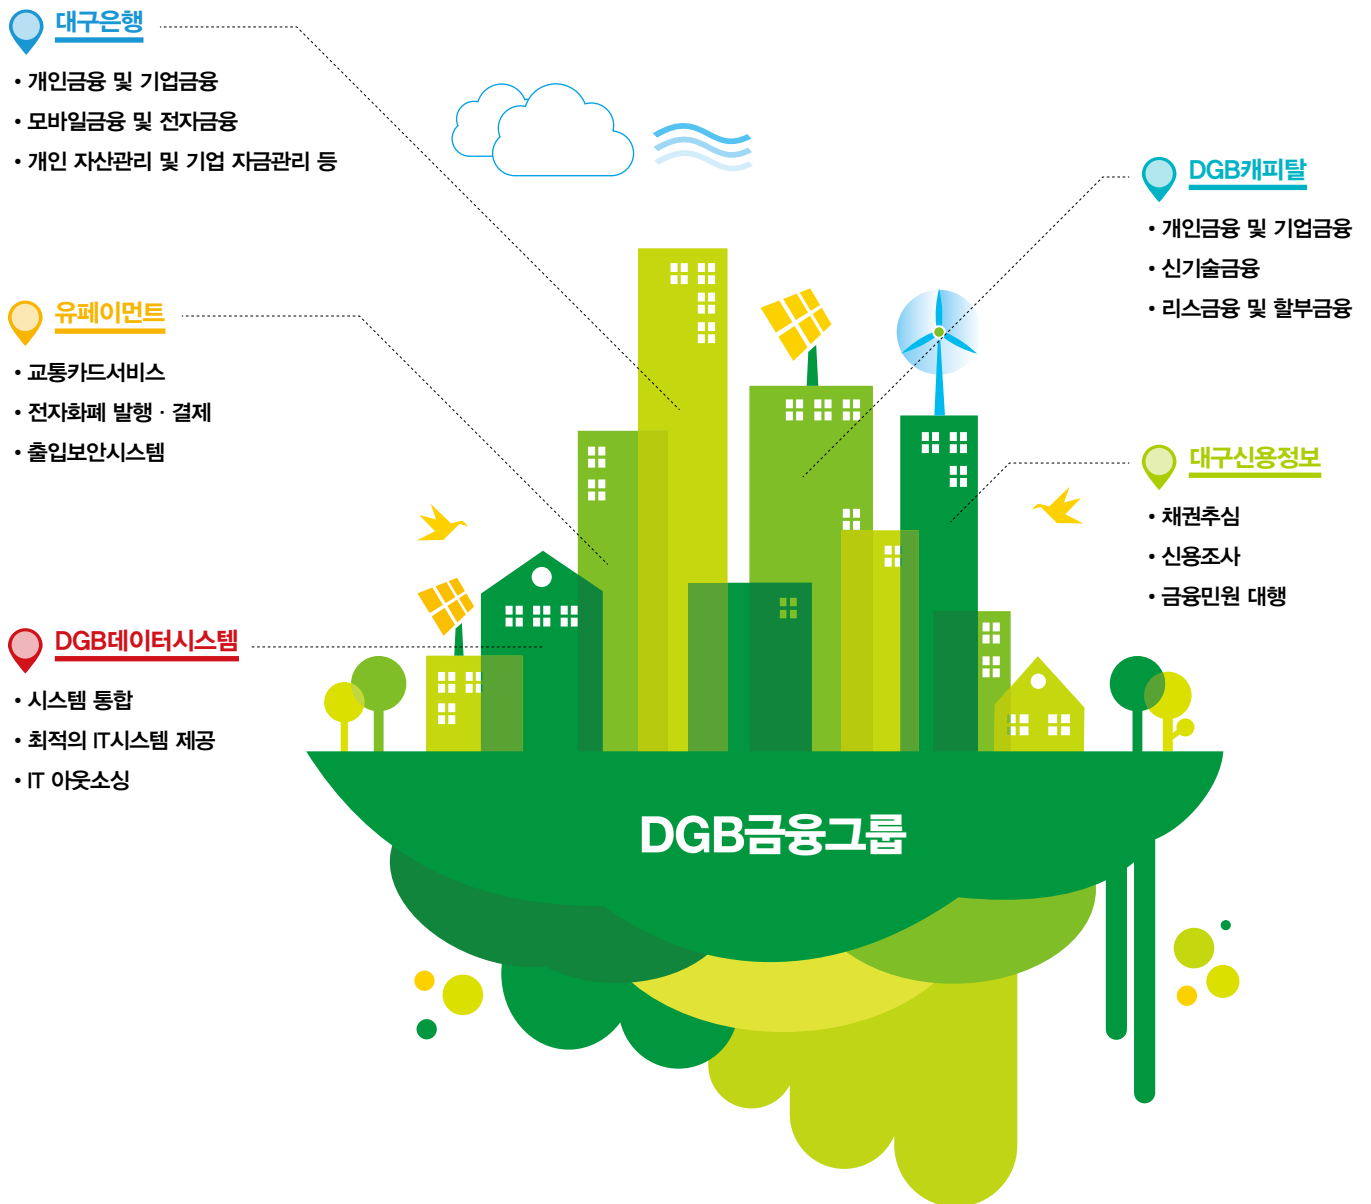 대구은행
• 개인금융 및 기업금융
• 모바일금융 및 전자금융
• 개인 자산관리 및 기업 자금관리 등
유페이먼트
• 교통카드서비스
• 전자화폐 발행 · 결제
• 출입보안시스템
DGB데이터시스템
• 시스템 통합
• 최적의 IT시스템 제공
• IT 아웃소싱
DGB캐피탈
• 개인금융 및 기업금융
• 신기술금융
• 리스금융 및 할부금융
대구신용정보
• 채권추심
• 신용조사
• 금융민원 대행
DGB금융그룹